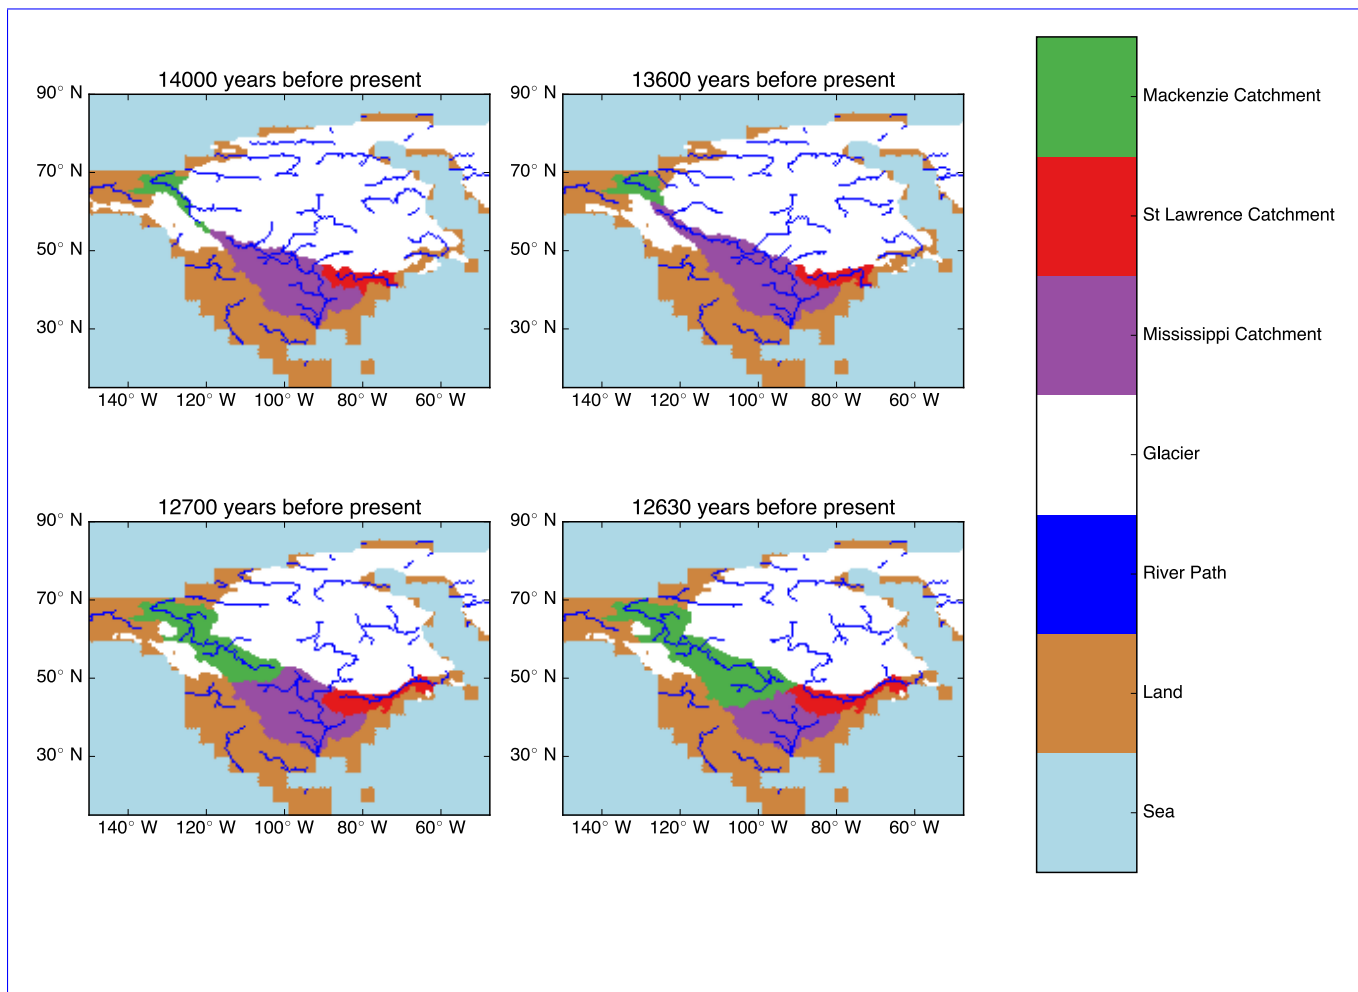 14000 years before present
90° N
70° N
50° N
30° N
140° W 120° W 100° W 80° W 60° W
13600 years before present
90° N
70° N
50° N
30° N
140° W 120° W 100° W 80° W 60° W
12700 years before present
90° N
70° N
50° N
30° N
140° W 120° W 100° W 80° W 60° W
12630 years before present
90° N
70° N
50° N
30° N
140° W 120° W 100° W 80° W 60° W
Mackenzie Catchment
St Lawrence Catchment
Mississippi Catchment
Glacier
River Path
Land
Sea